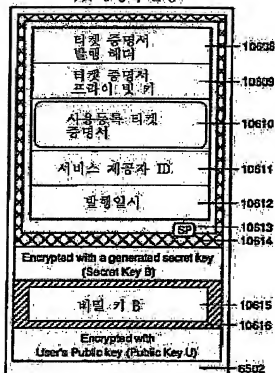 티켓 증명서
발행 헤더
10608
티켓 증명서
프라이빗 키
10609
사용등록 티켓
증명서
10610
서비스 제공자 ID.
10611
발행일시
10612
SP
10613
10614
Encrypted with a generated secret key
(Secret Key B)
비밀 키 B
10615
10616
Encrypted with
User's Public key (Public Key U)
6502